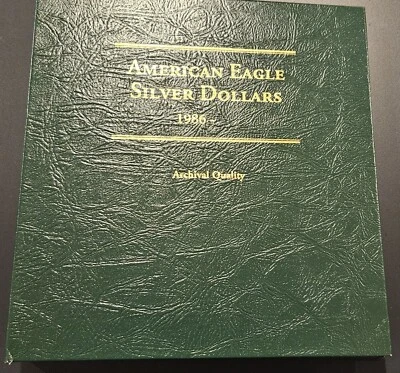 American Eagle
Silver Dollars
1986 -
Archival Quality